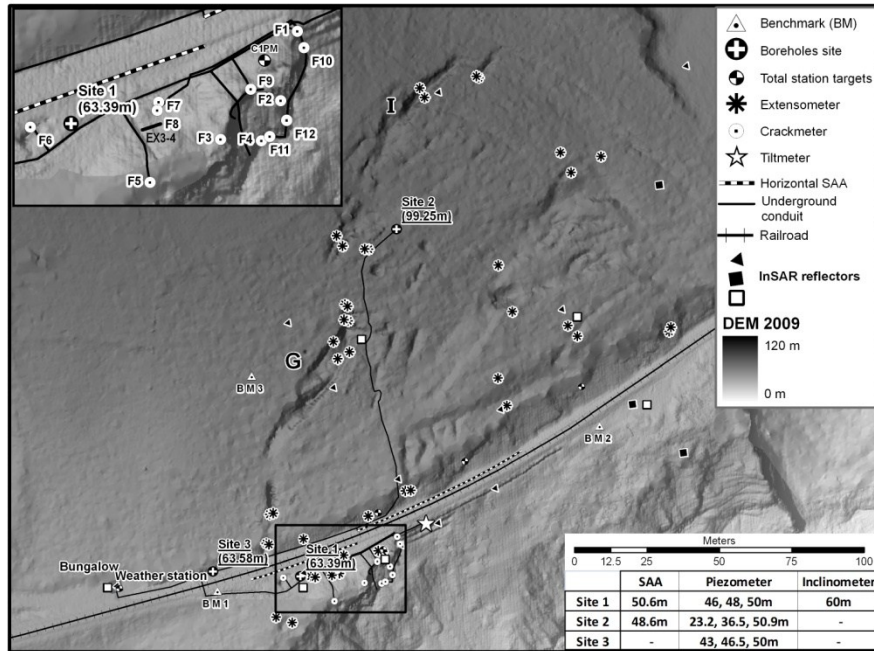 F1
C1PM
F10
Site 1
(63.39m)
F9
F7
F2
F8
F6
EX3-4
F3
F4
F12
F11
F5
I
Site 2
(99.25m)
G
BM 3
BM 2
Site 3
(63.58m)
Site 1
(63.39m)
Bungalow
Weather station
BM 1
Benchmark (BM)
Boreholes site
Total station targets
Extensometer
Crackmeter
Tiltmeter
Horizontal SAA
Underground
conduit
Railroad
InSAR reflectors
DEM 2009
120 m
0 m
Meters
0 12.5 25 50 75 100
SAA Piezometer Inclinometer
Site 1 50.6m 46, 48, 50m 60m
Site 2 48.6m 23.2, 36.5, 50.9m -
Site 3 - 43, 46.5, 50m -